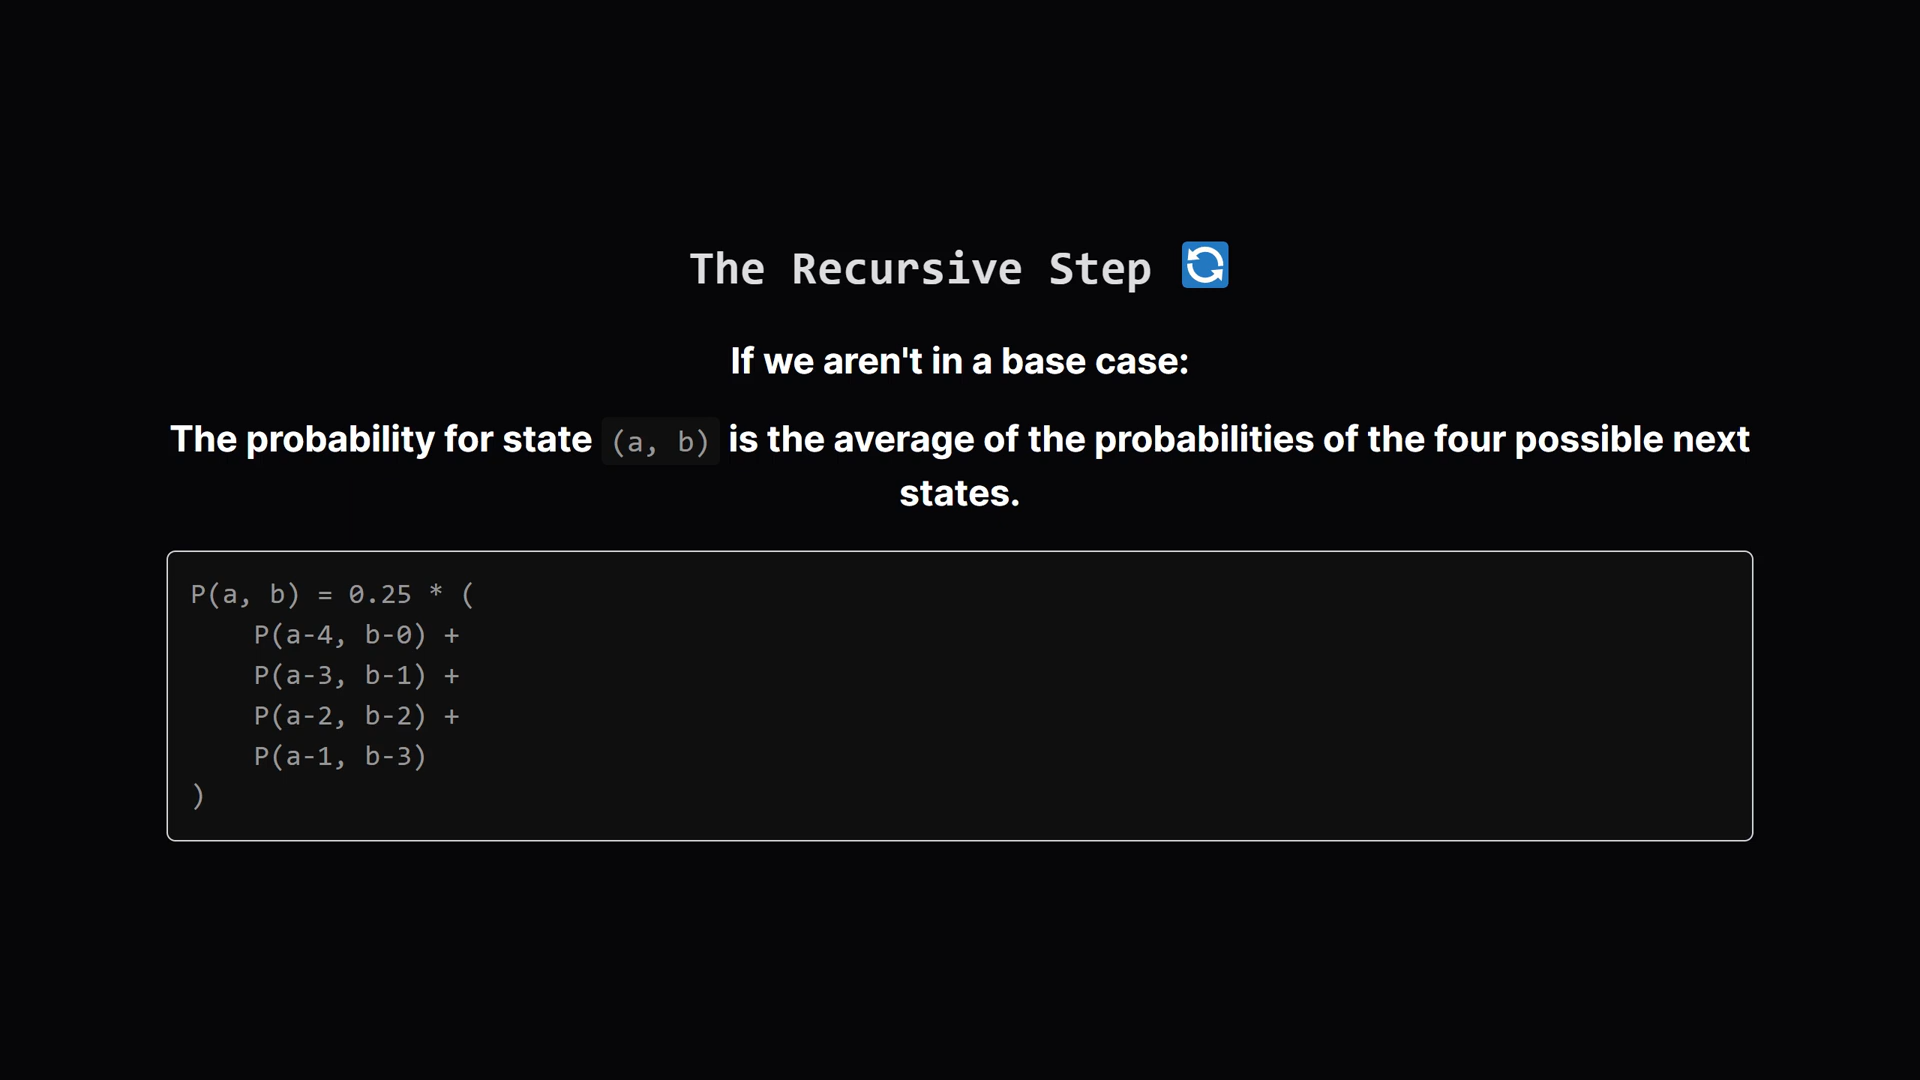 The Recursive Step 🔄
If we aren't in a base case:
The probability for state (a, b) is the average of the probabilities of the four possible next
states.
P(a, b) = 0.25 * (
    P(a-4, b-0) +
    P(a-3, b-1) +
    P(a-2, b-2) +
    P(a-1, b-3)
)